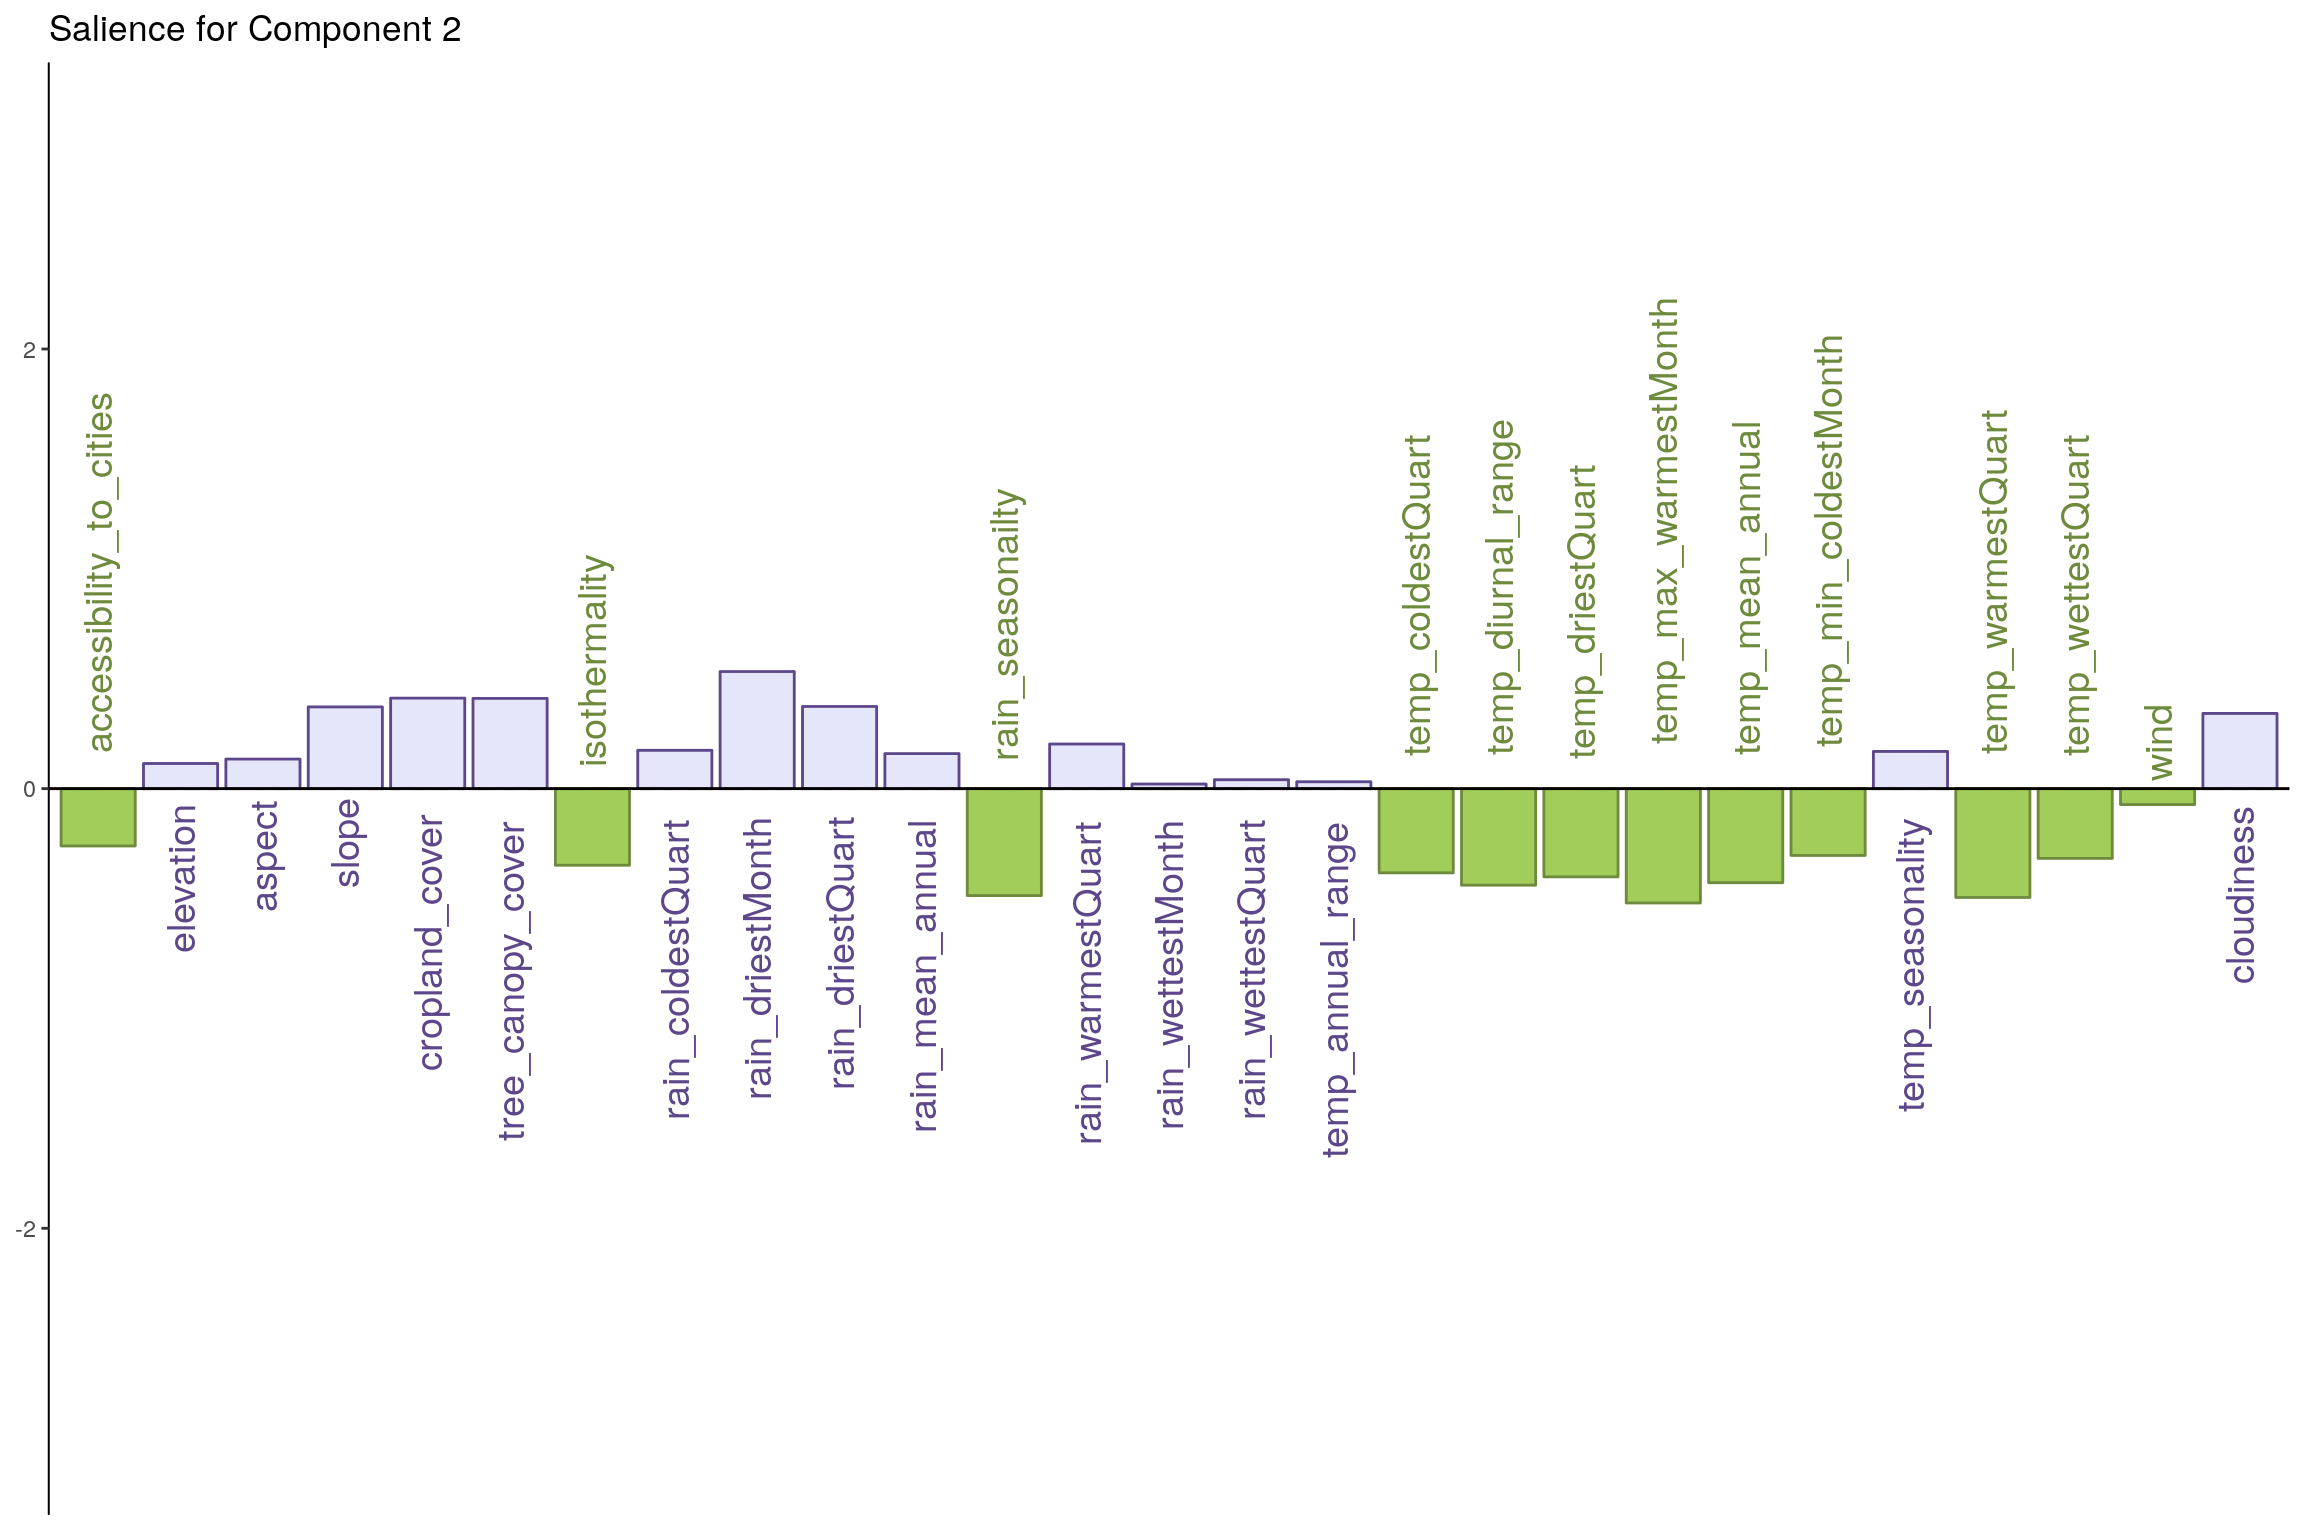 Salience for Component 2
2
0
-2
accessibility_to_cities
elevation
aspect
slope
cropland_cover
tree_canopy_cover
isothermality
rain_coldestQuart
rain_driestMonth
rain_driestQuart
rain_mean_annual
rain_seasonailty
rain_warmestQuart
rain_wettestMonth
rain_wettestQuart
temp_annual_range
temp_coldestQuart
temp_diurnal_range
temp_driestQuart
temp_max_warmestMonth
temp_mean_annual
temp_min_coldestMonth
temp_seasonality
temp_warmestQuart
temp_wettestQuart
wind
cloudiness